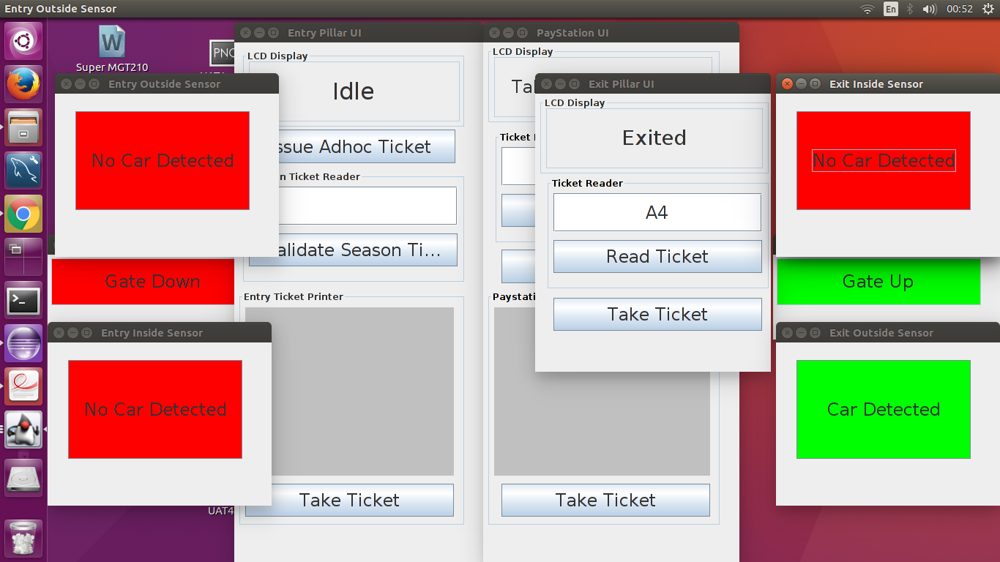 Entry Outside Sensor
En
00:52
Super MGT210
PNG
Entry Pillar UI
LCD Display
Idle
ssue Adhoc Ticket
n Ticket Reader
alidate Season Ti...
Entry Ticket Printer
Take Ticket
PayStation UI
LCD Display
Ta
Ticket
Paystati
Take Ticket
Entry Outside Sensor
No Car Detected
Gate Down
Entry Inside Sensor
No Car Detected
UAT4
Exit Pillar UI
LCD Display
Exited
Ticket Reader
A4
Read Ticket
Take Ticket
Exit Inside Sensor
No Car Detected
Gate Up
Exit Outside Sensor
Car Detected